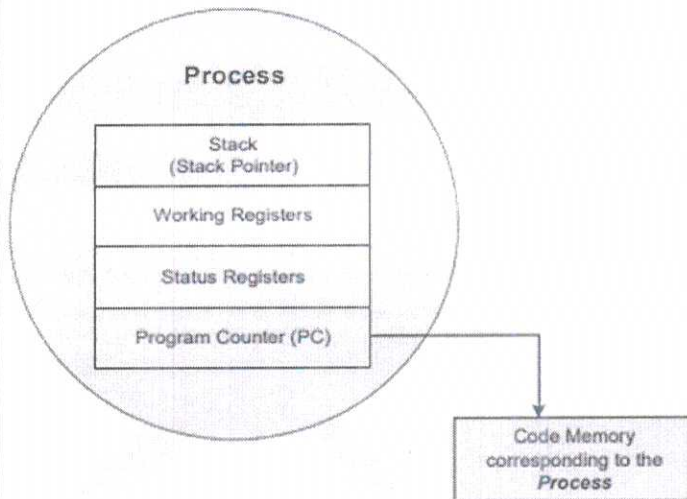 Process
Stack
(Stack Pointer)
Working Registers
Status Registers
Program Counter (PC)
Code Memory
corresponding to the
Process